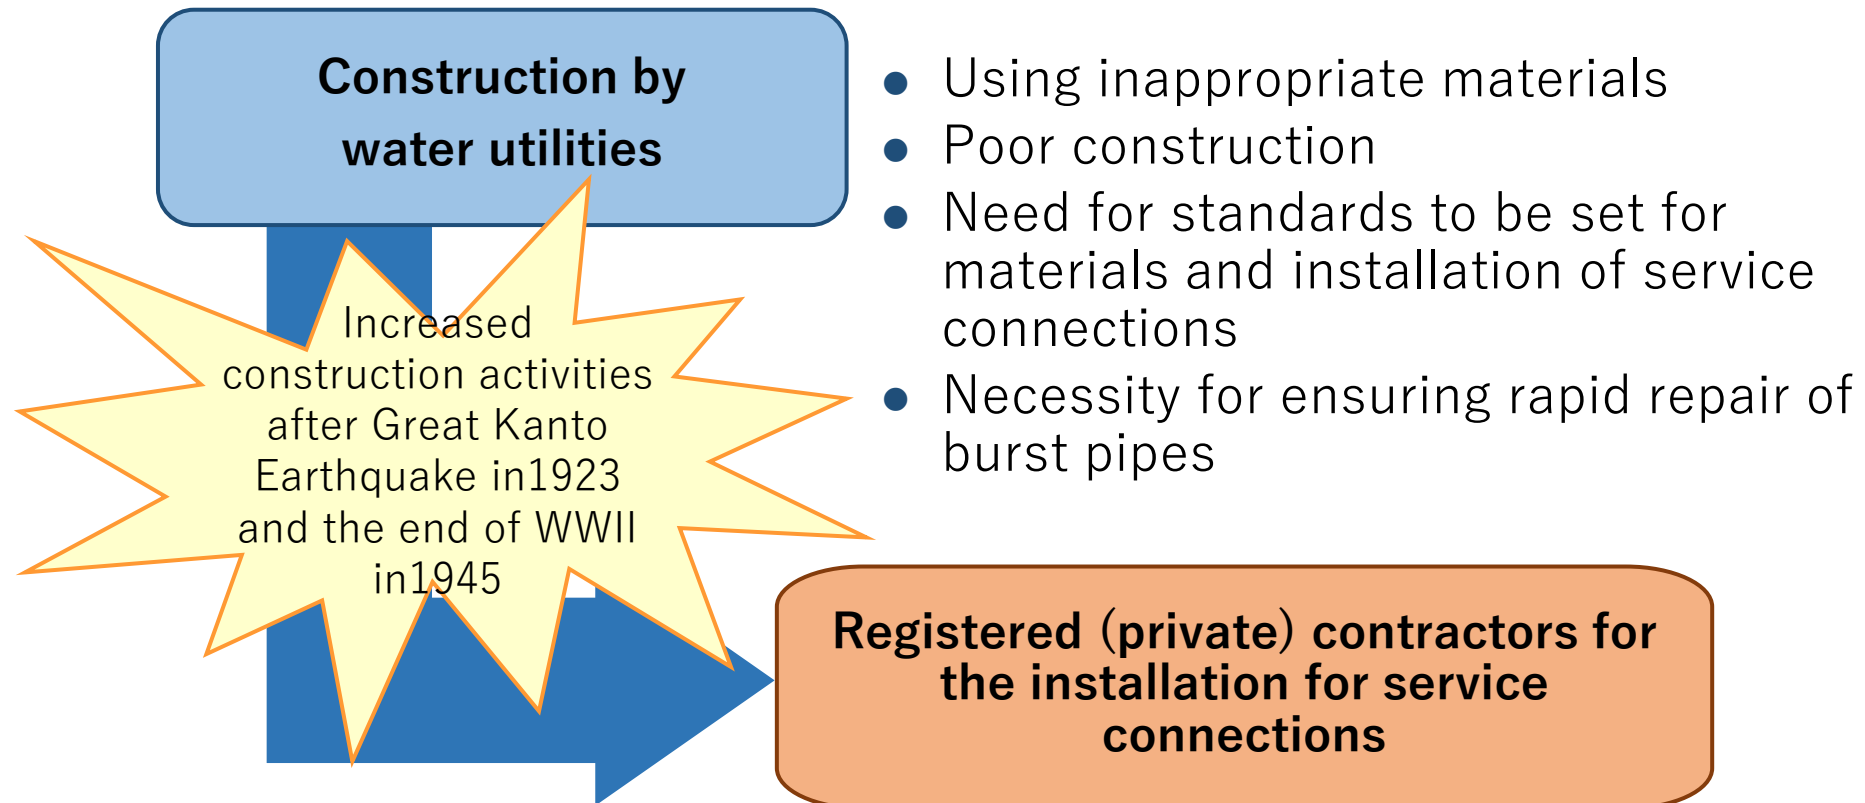 Construction by
water utilities
● Using inappropriate materials
● Poor construction
● Need for standards to be set for
materials and installation of service
connections
● Necessity for ensuring rapid repair of
burst pipes
Increased
construction activities
after Great Kanto
Earthquake in1923
and the end of WWII
in1945
Registered (private) contractors for
the installation for service
connections